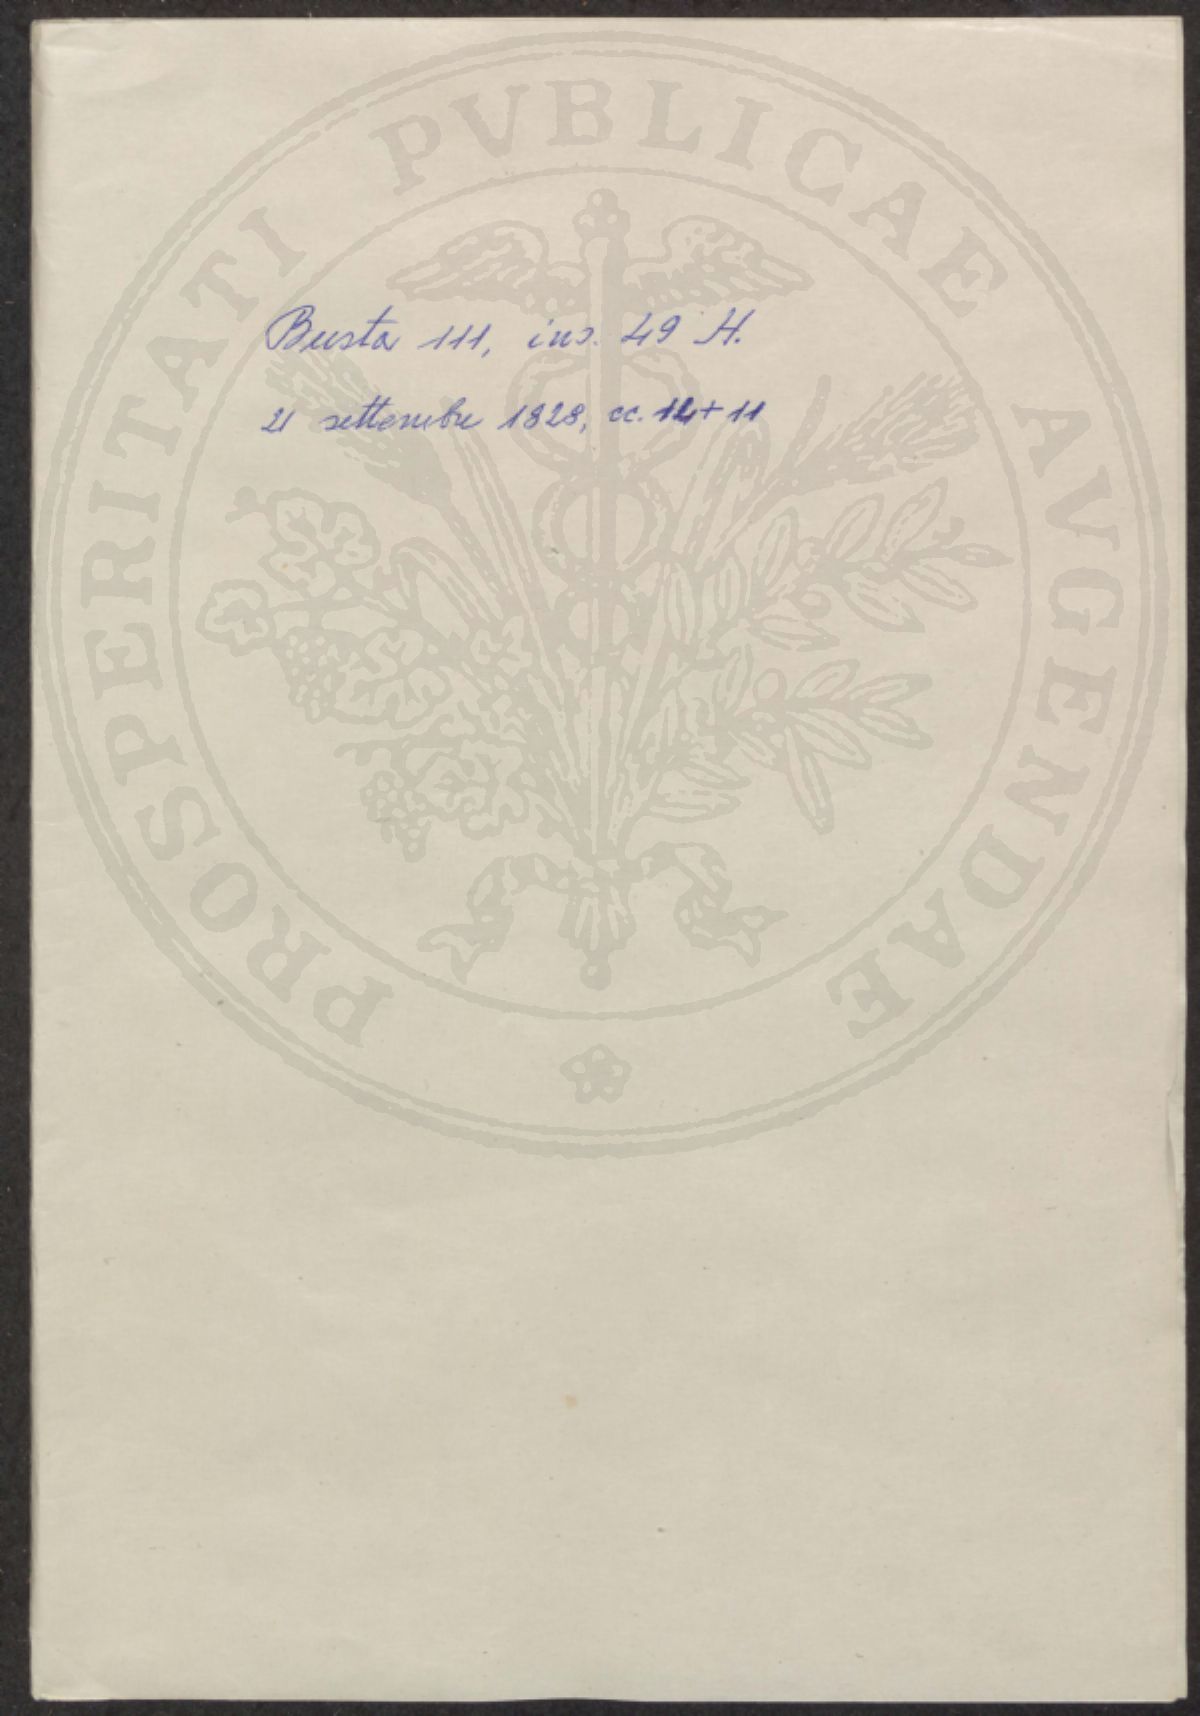 PROSPERITATI PVBLICAE AVGENDAE
Busta 111, ins. 49 H.
21 settembre 1828, cc. 12+11